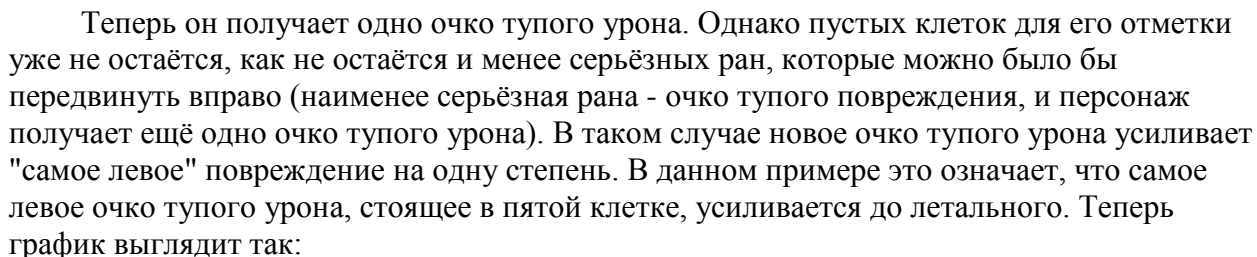 Теперь он получает одно очко тупого урона. Однако пустых клеток для его отметки
уже не остаётся, как не остаётся и менее серьёзных ран, которые можно было бы
передвинуть вправо (наименее серьёзная рана - очко тупого повреждения, и персонаж
получает ещё одно очко тупого урона). В таком случае новое очко тупого урона усиливает
"самое левое" повреждение на одну степень. В данном примере это означает, что самое
левое очко тупого урона, стоящее в пятой клетке, усиливается до летального. Теперь
график выглядит так: